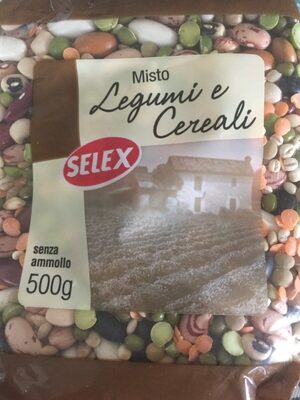 Misto
Legumi e
Cereali
SELEX
senza
ammollo
500g